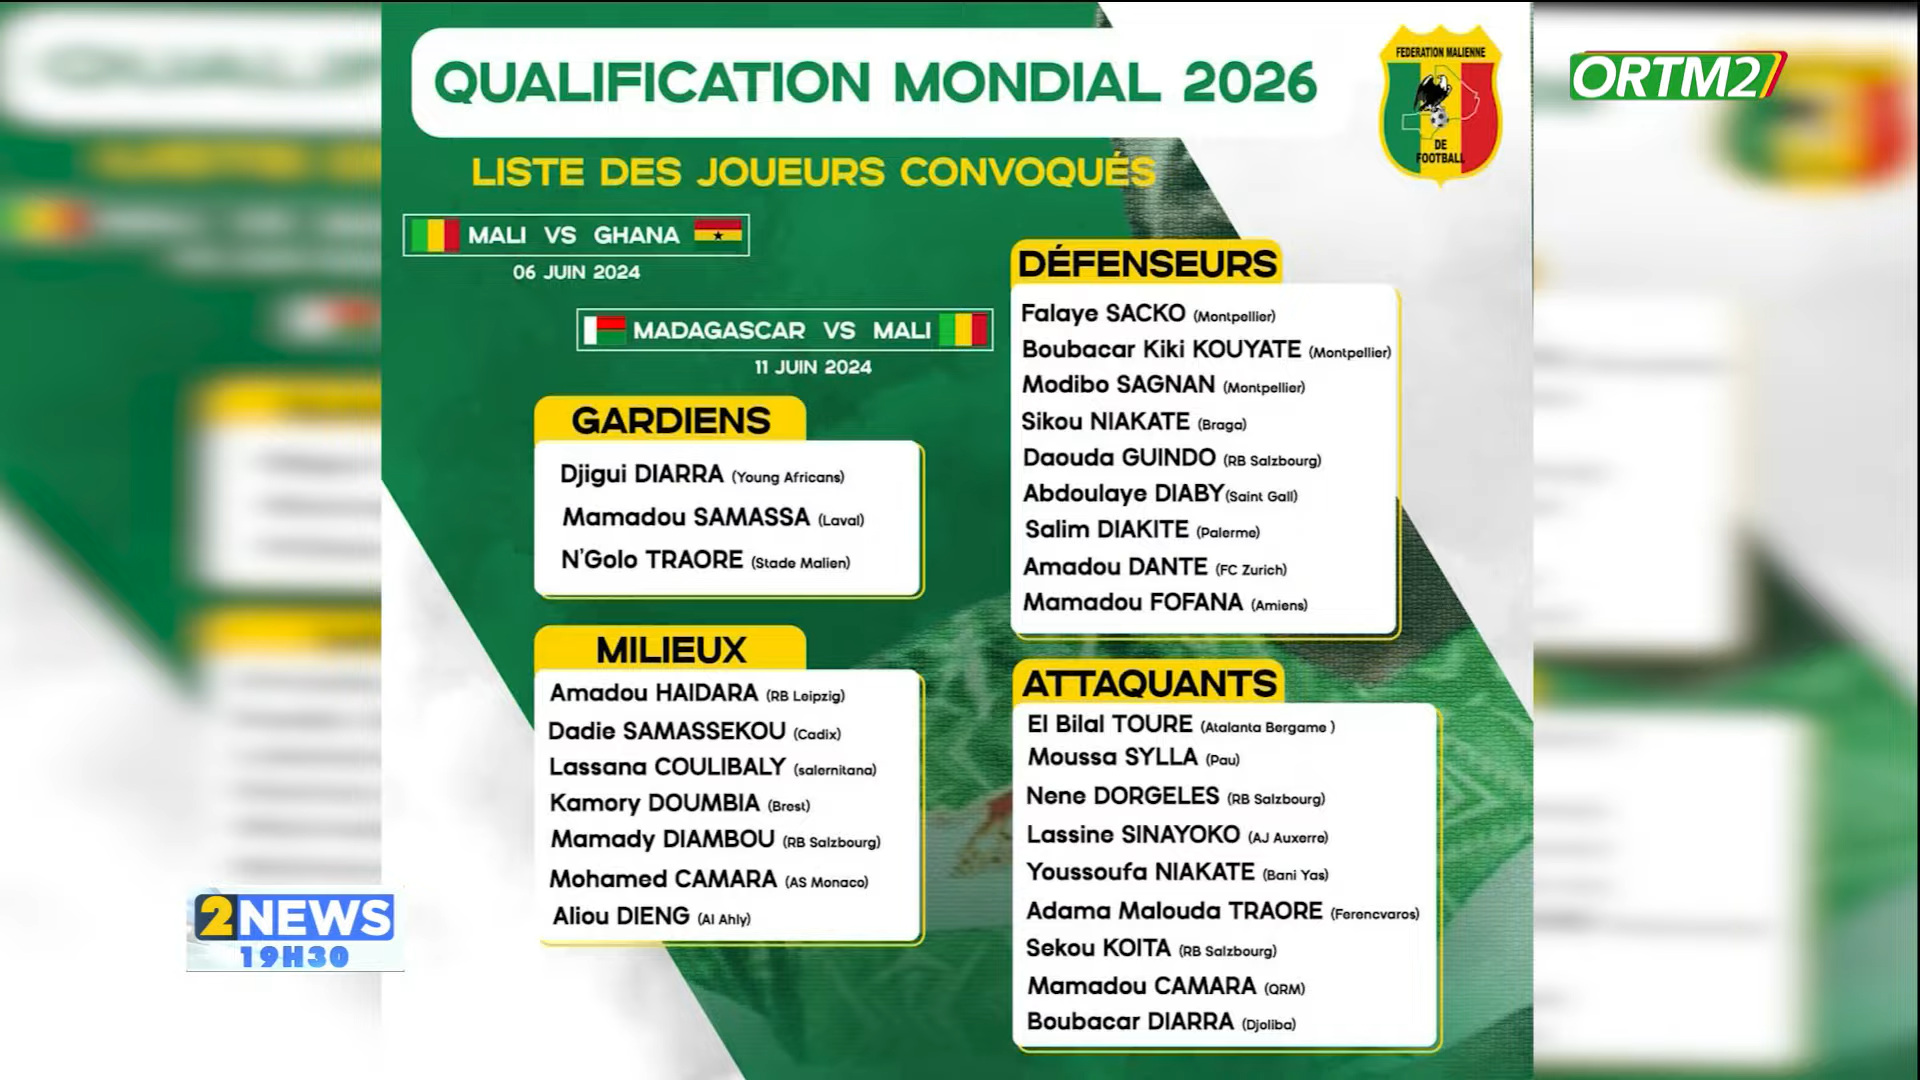 QUALIFICATION MONDIAL 2026
FEDERATION MALIENNE
DE
FOOTBALL
ORTM2
LISTE DES JOUEURS CONVOQUÉS
MALI VS GHANA
06 JUIN 2024
MADAGASCAR VS MALI
11 JUIN 2024
GARDIENS
Djigui DIARRA (Young Africans)
Mamadou SAMASSA (Laval)
N'Golo TRAORE (Stade Malien)
MILIEUX
Amadou HAIDARA (RB Leipzig)
Dadie SAMASSEKOU (Cadix)
Lassana COULIBALY (salernitana)
Kamory DOUMBIA (Brest)
Mamady DIAMBOU (RB Salzbourg)
Mohamed CAMARA (AS Monaco)
Aliou DIENG (Al Ahly)
DÉFENSEURS
Falaye SACKO (Montpellier)
Boubacar Kiki KOUYATE (Montpellier)
Modibo SAGNAN (Montpellier)
Sikou NIAKATE (Braga)
Daouda GUINDO (RB Salzbourg)
Abdoulaye DIABY(Saint Gall)
Salim DIAKITE (Palerme)
Amadou DANTE (FC Zurich)
Mamadou FOFANA (Amiens)
ATTAQUANTS
El Bilal TOURE (Atalanta Bergame )
Moussa SYLLA (Pau)
Nene DORGELES (RB Salzbourg)
Lassine SINAYOKO (AJ Auxerre)
Youssoufa NIAKATE (Bani Yas)
Adama Malouda TRAORE (Ferencvaros)
Sekou KOITA (RB Salzbourg)
Mamadou CAMARA (QRM)
Boubacar DIARRA (Djoliba)
2NEWS
19H30